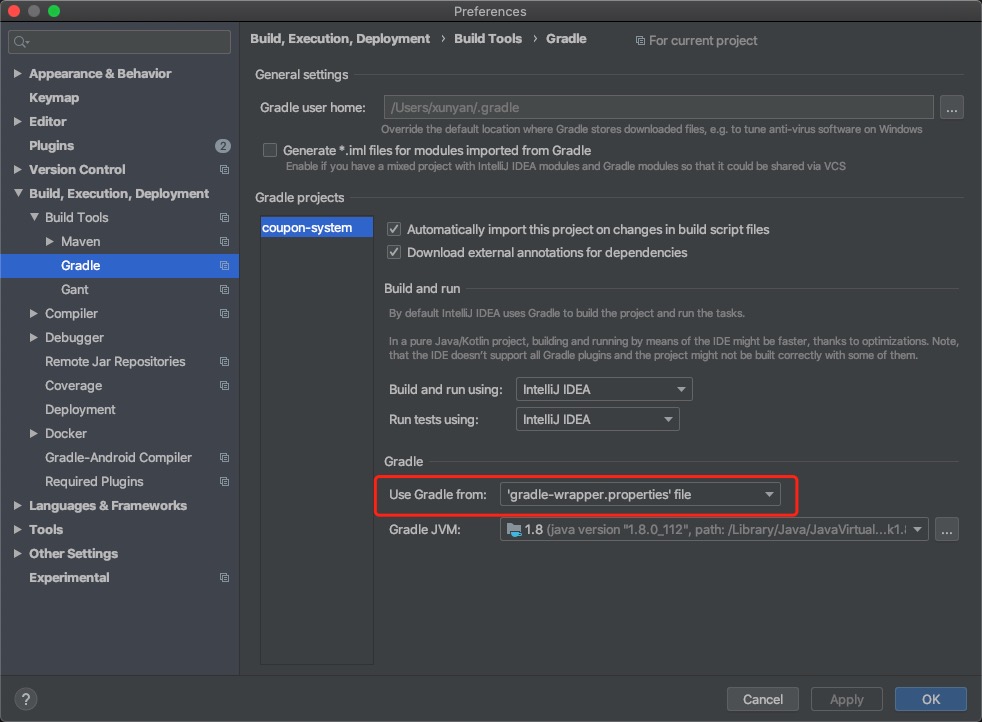 Preferences
Build, Execution, Deployment › Build Tools › Gradle For current project
Appearance & Behavior
Keymap
Editor
Plugins 2
Version Control
Build, Execution, Deployment
Build Tools
Maven
Gradle
Gant
Compiler
Debugger
Remote Jar Repositories
Coverage
Deployment
Docker
Gradle-Android Compiler
Required Plugins
Languages & Frameworks
Tools
Other Settings
Experimental
General settings
Gradle user home: /Users/xunyan/.gradle ...
Override the default location where Gradle stores downloaded files, e.g. to tune anti-virus software on Windows
Generate *.iml files for modules imported from Gradle
Enable if you have a mixed project with IntelliJ IDEA modules and Gradle modules so that it could be shared via VCS
Gradle projects
coupon-system
Automatically import this project on changes in build script files
Download external annotations for dependencies
Build and run
By default IntelliJ IDEA uses Gradle to build the project and run the tasks.
In a pure Java/Kotlin project, building and running by means of the IDE might be faster, thanks to optimizations. Note,
that the IDE doesn't support all Gradle plugins and the project might not be built correctly with some of them.
Build and run using: IntelliJ IDEA
Run tests using: IntelliJ IDEA
Gradle
Use Gradle from: 'gradle-wrapper.properties' file
Gradle JVM: 1.8 (java version "1.8.0_112", path: /Library/Java/JavaVirtual...k1.8 ...
? Cancel Apply OK